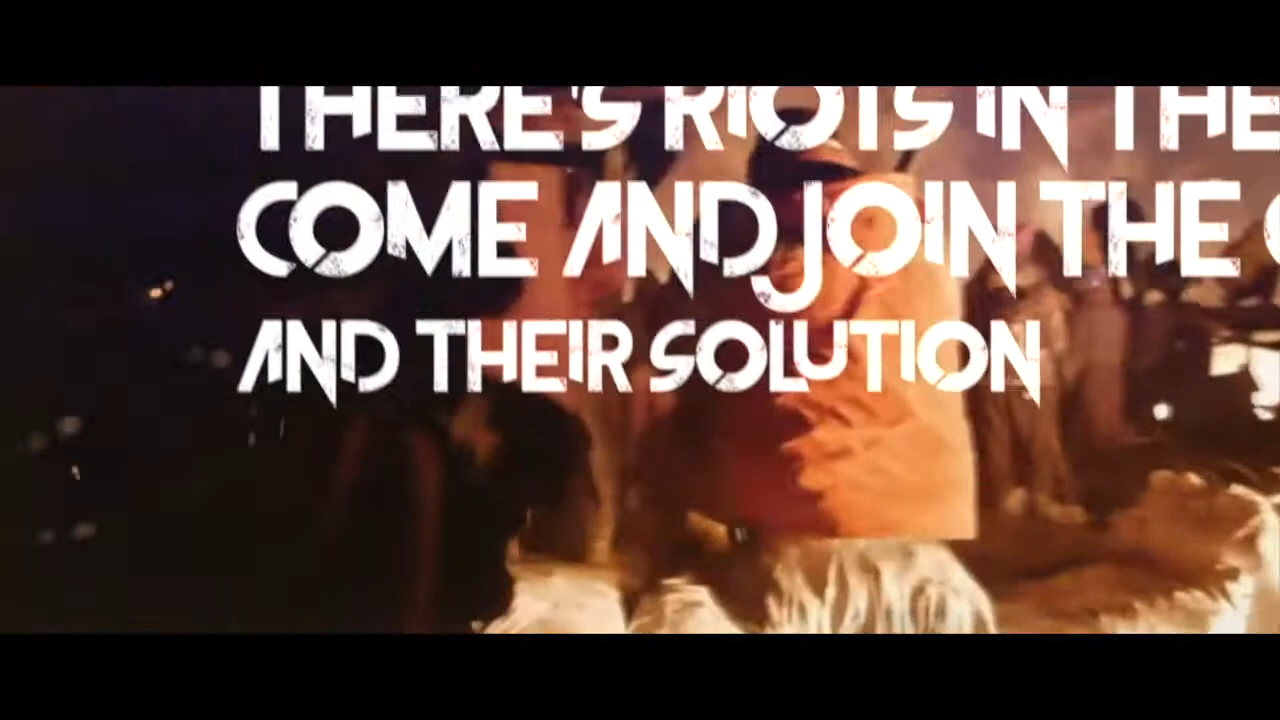 THERE'S RIOTS IN THE
COME AND JOIN THE
AND THEIR SOLUTION